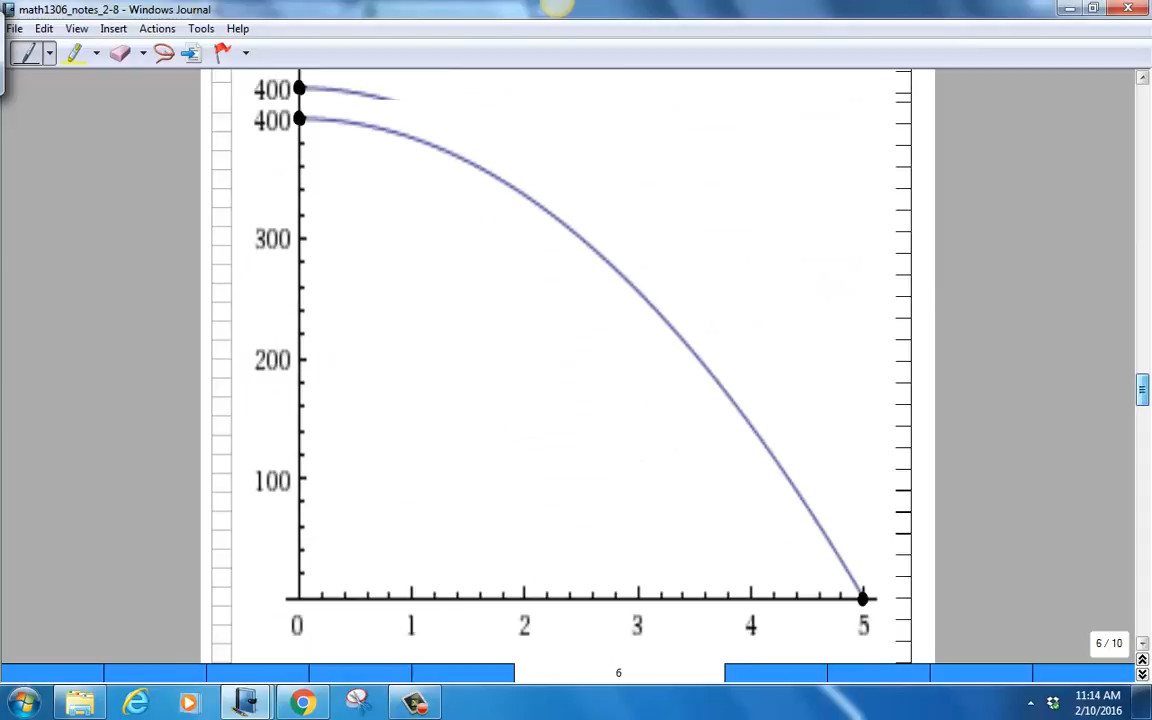 math1306_notes_2-8 - Windows Journal
File Edit View Insert Actions Tools Help
400
400
300
200
100
0 1 2 3 4 5
6 / 10
6
11:14 AM
2/10/2016